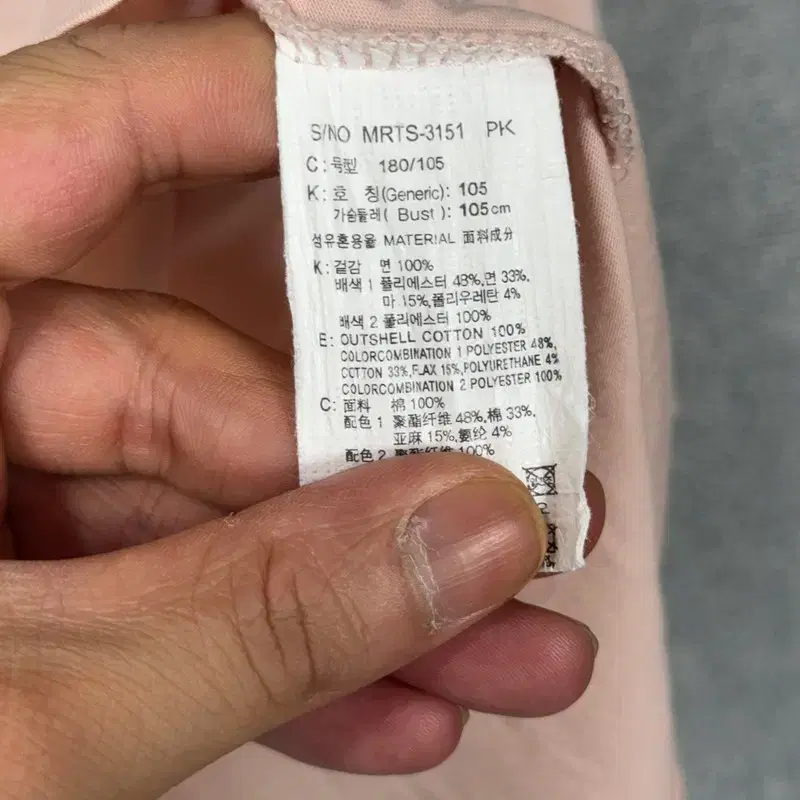 S/NO MRTS-3151 PK
C: 号型 180/105
K: 호 칭(Generic): 105
가슴둘레( Bust ): 105cm
섬유혼용율 MATERIAL 面料成分
K: 겉감 면 100%
배색 1 폴리에스터 48%,면 33%,
마 15%,폴리우레탄 4%
배색 2 폴리에스터 100%
E: OUTSHELL COTTON 100%
COLORCOMBINATION 1 POLYESTER 48%,
COTTON 33%,FLAX 15%,POLYURETHANE 4%
COLORCOMBINATION 2 POLYESTER 100%
C: 面料 棉 100%
配色 1 聚酯纤维 48%,棉 33%,
亚麻 15%,氨纶 4%
配色 2 聚酯纤维 100%